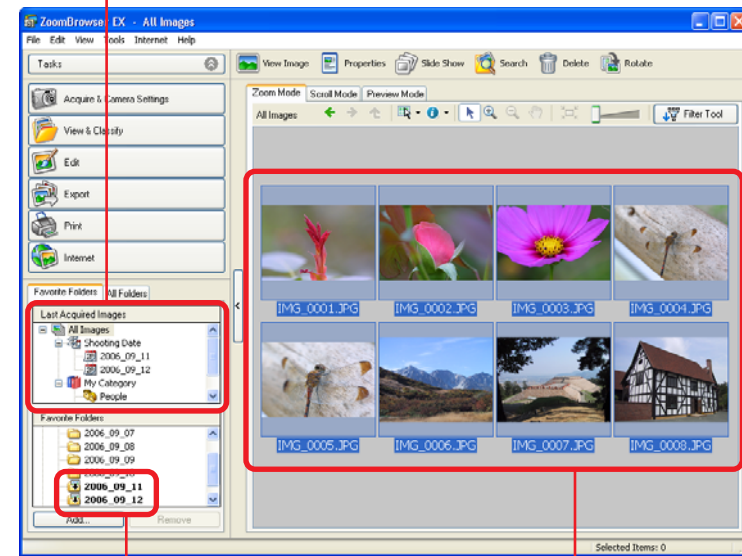 ZoomBrowser EX - All Images
File Edit View Tools Internet Help
Tasks
View Image Properties Slide Show Search Delete Rotate
Acquire & Camera Settings
View & Classify
Edit
Export
Print
Internet
Zoom Mode Scroll Mode Preview Mode
All Images
Filter Tool
IMG_0001.JPG IMG_0002.JPG IMG_0003.JPG IMG_0004.JPG
IMG_0005.JPG IMG_0006.JPG IMG_0007.JPG IMG_0008.JPG
Favorite Folders All Folders
Last Acquired Images
All Images
Shooting Date
2006_09_11
2006_09_12
My Category
People
Favorite Folders
2006_09_07
2006_09_08
2006_09_09
2006_09_11
2006_09_12
Add... Remove
Selected Items: 0